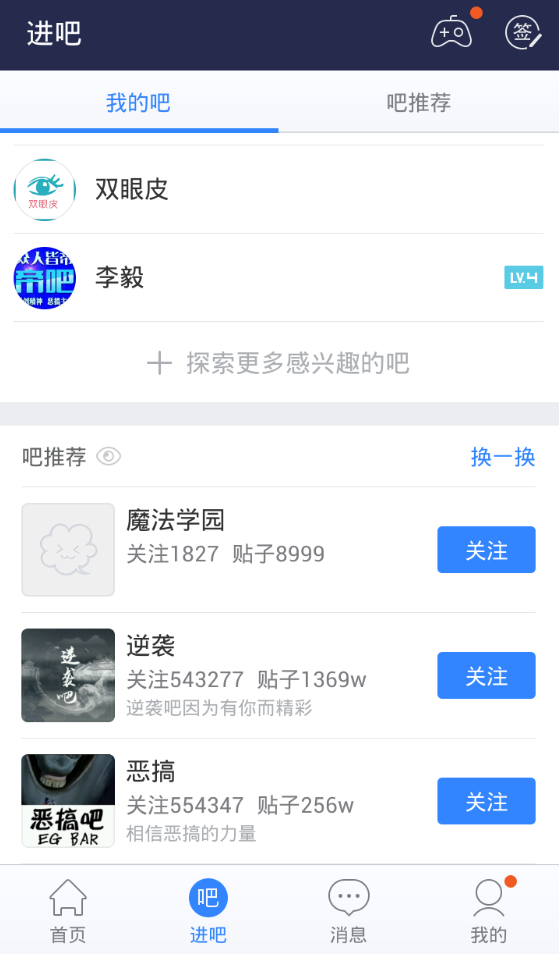 进吧
签
我的吧
吧推荐
双眼皮
双眼皮
众人皆帝
帝吧
李毅
LV.4
探索更多感兴趣的吧
吧推荐
换一换
魔法学园
关注1827 贴子8999
关注
逆袭吧
逆袭
关注543277 贴子1369w
逆袭吧因为有你而精彩
关注
恶搞吧
EG BAR
恶搞
关注554347 贴子256w
相信恶搞的力量
关注
首页
吧
进吧
消息
我的